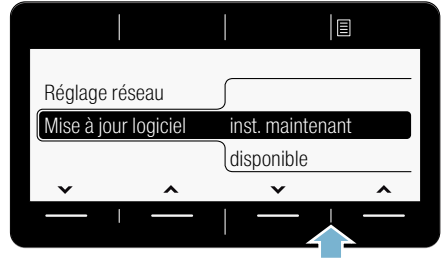 Réglage réseau
Mise à jour logiciel inst. maintenant
disponible